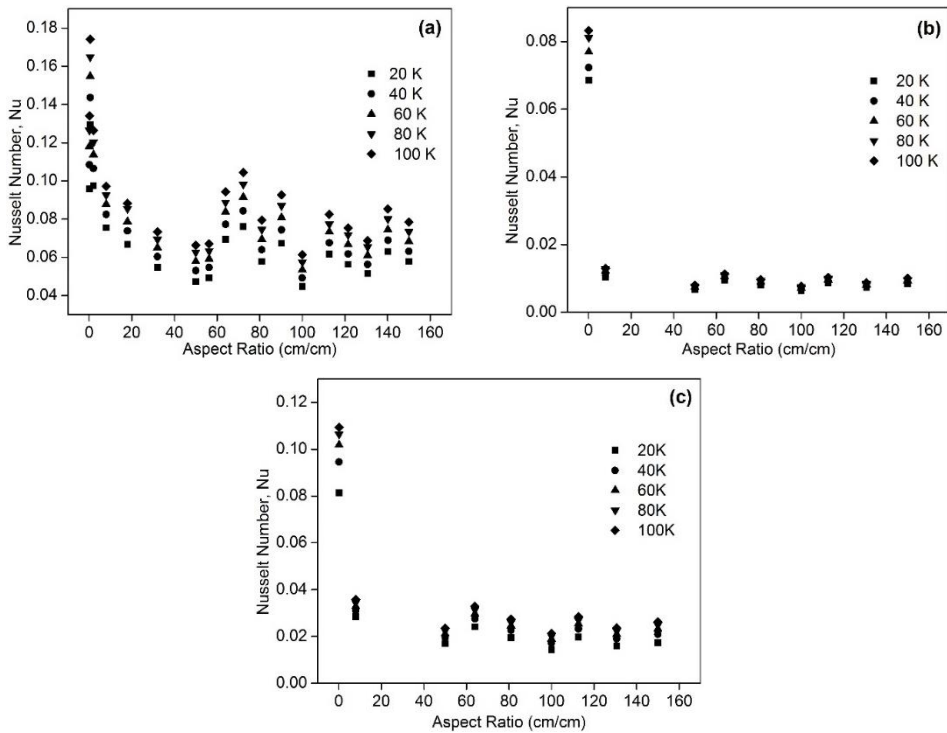 (a)
Nusselt Number, Nu
0.18
0.16
0.14
0.12
0.10
0.08
0.06
0.04
20 K
40 K
60 K
80 K
100 K
0 20 40 60 80 100 120 140 160
Aspect Ratio (cm/cm)
(b)
Nusselt Number, Nu
0.08
0.06
0.04
0.02
0.00
20 K
40 K
60 K
80 K
100 K
0 20 40 60 80 100 120 140 160
Aspect Ratio (cm/cm)
(c)
Nusselt Number, Nu
0.12
0.10
0.08
0.06
0.04
0.02
0.00
20K
40K
60K
80K
100K
0 20 40 60 80 100 120 140 160
Aspect Ratio (cm/cm)